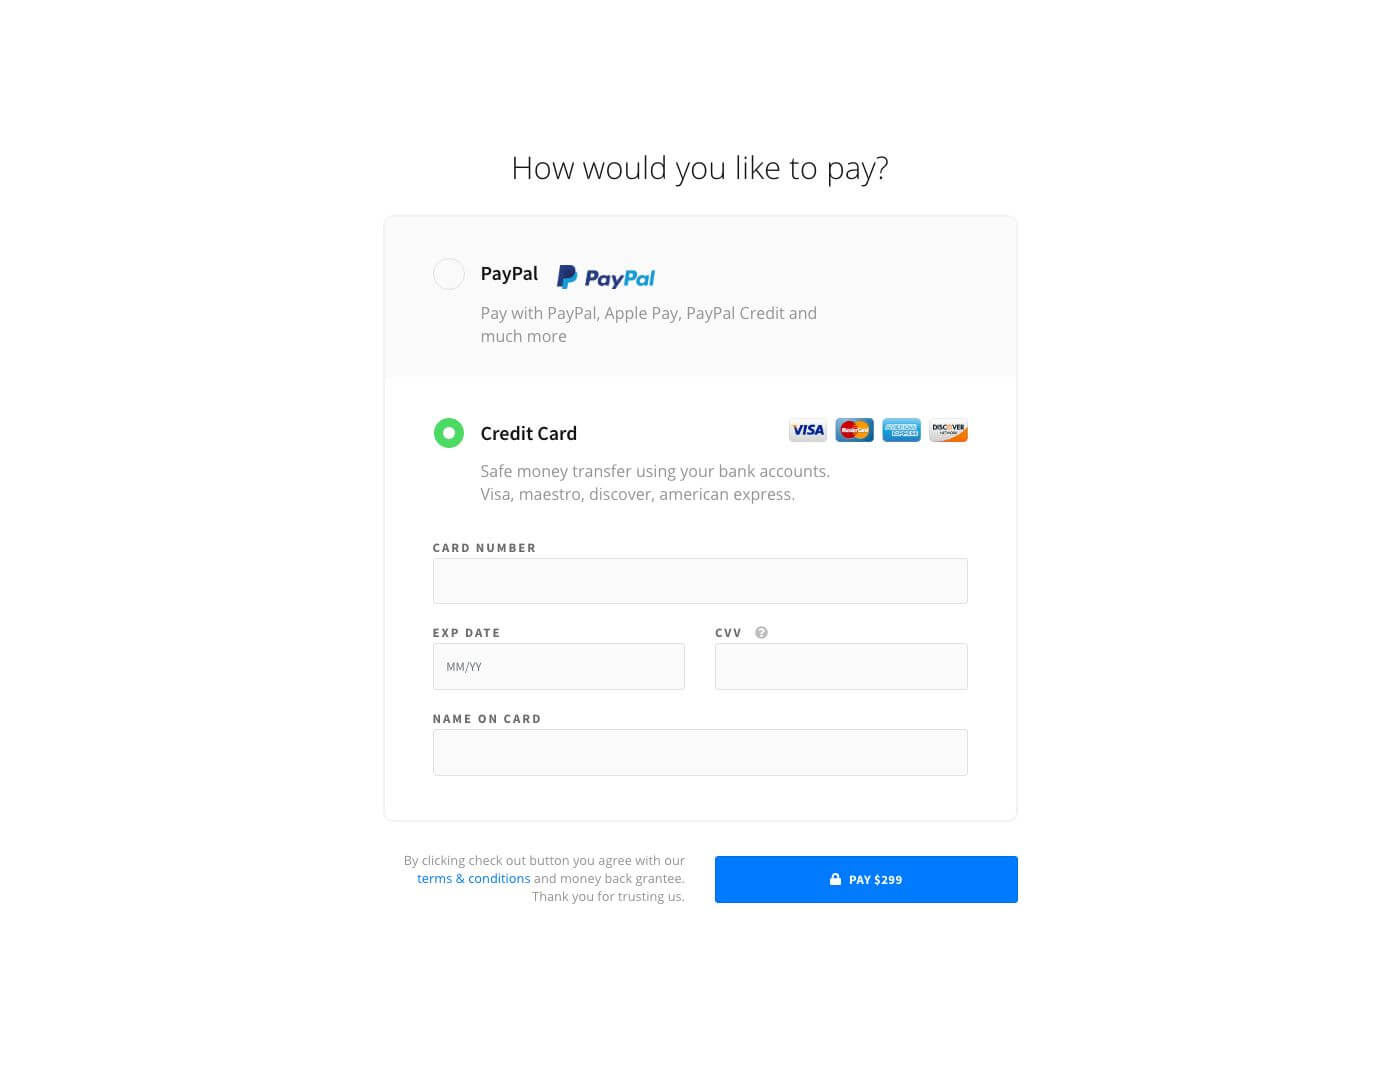 How would you like to pay?
PayPal PayPal
Pay with PayPal, Apple Pay, PayPal Credit and
much more
Credit Card VISA MasterCard AMERICAN EXPRESS DISCOVER NETWORK
Safe money transfer using your bank accounts.
Visa, maestro, discover, american express.
CARD NUMBER
EXP DATE CVV ?
MM/YY
NAME ON CARD
By clicking check out button you agree with our
terms & conditions and money back grantee.
Thank you for trusting us.
PAY $299